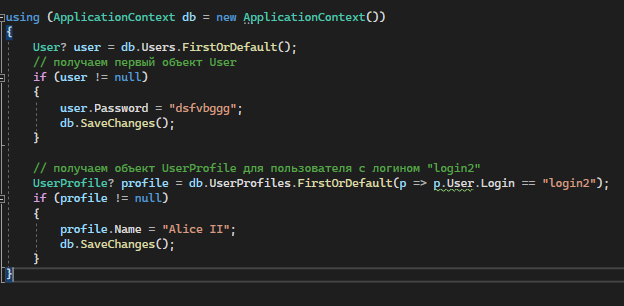 using (ApplicationContext db = new ApplicationContext())
{
User? user = db.Users.FirstOrDefault();
// получаем первый объект User
if (user != null)
{
user.Password = "dsfvbggg";
db.SaveChanges();
}
// получаем объект UserProfile для пользователя с логином "login2"
UserProfile? profile = db.UserProfiles.FirstOrDefault(p => p.User.Login == "login2");
if (profile != null)
{
profile.Name = "Alice II";
db.SaveChanges();
}
}